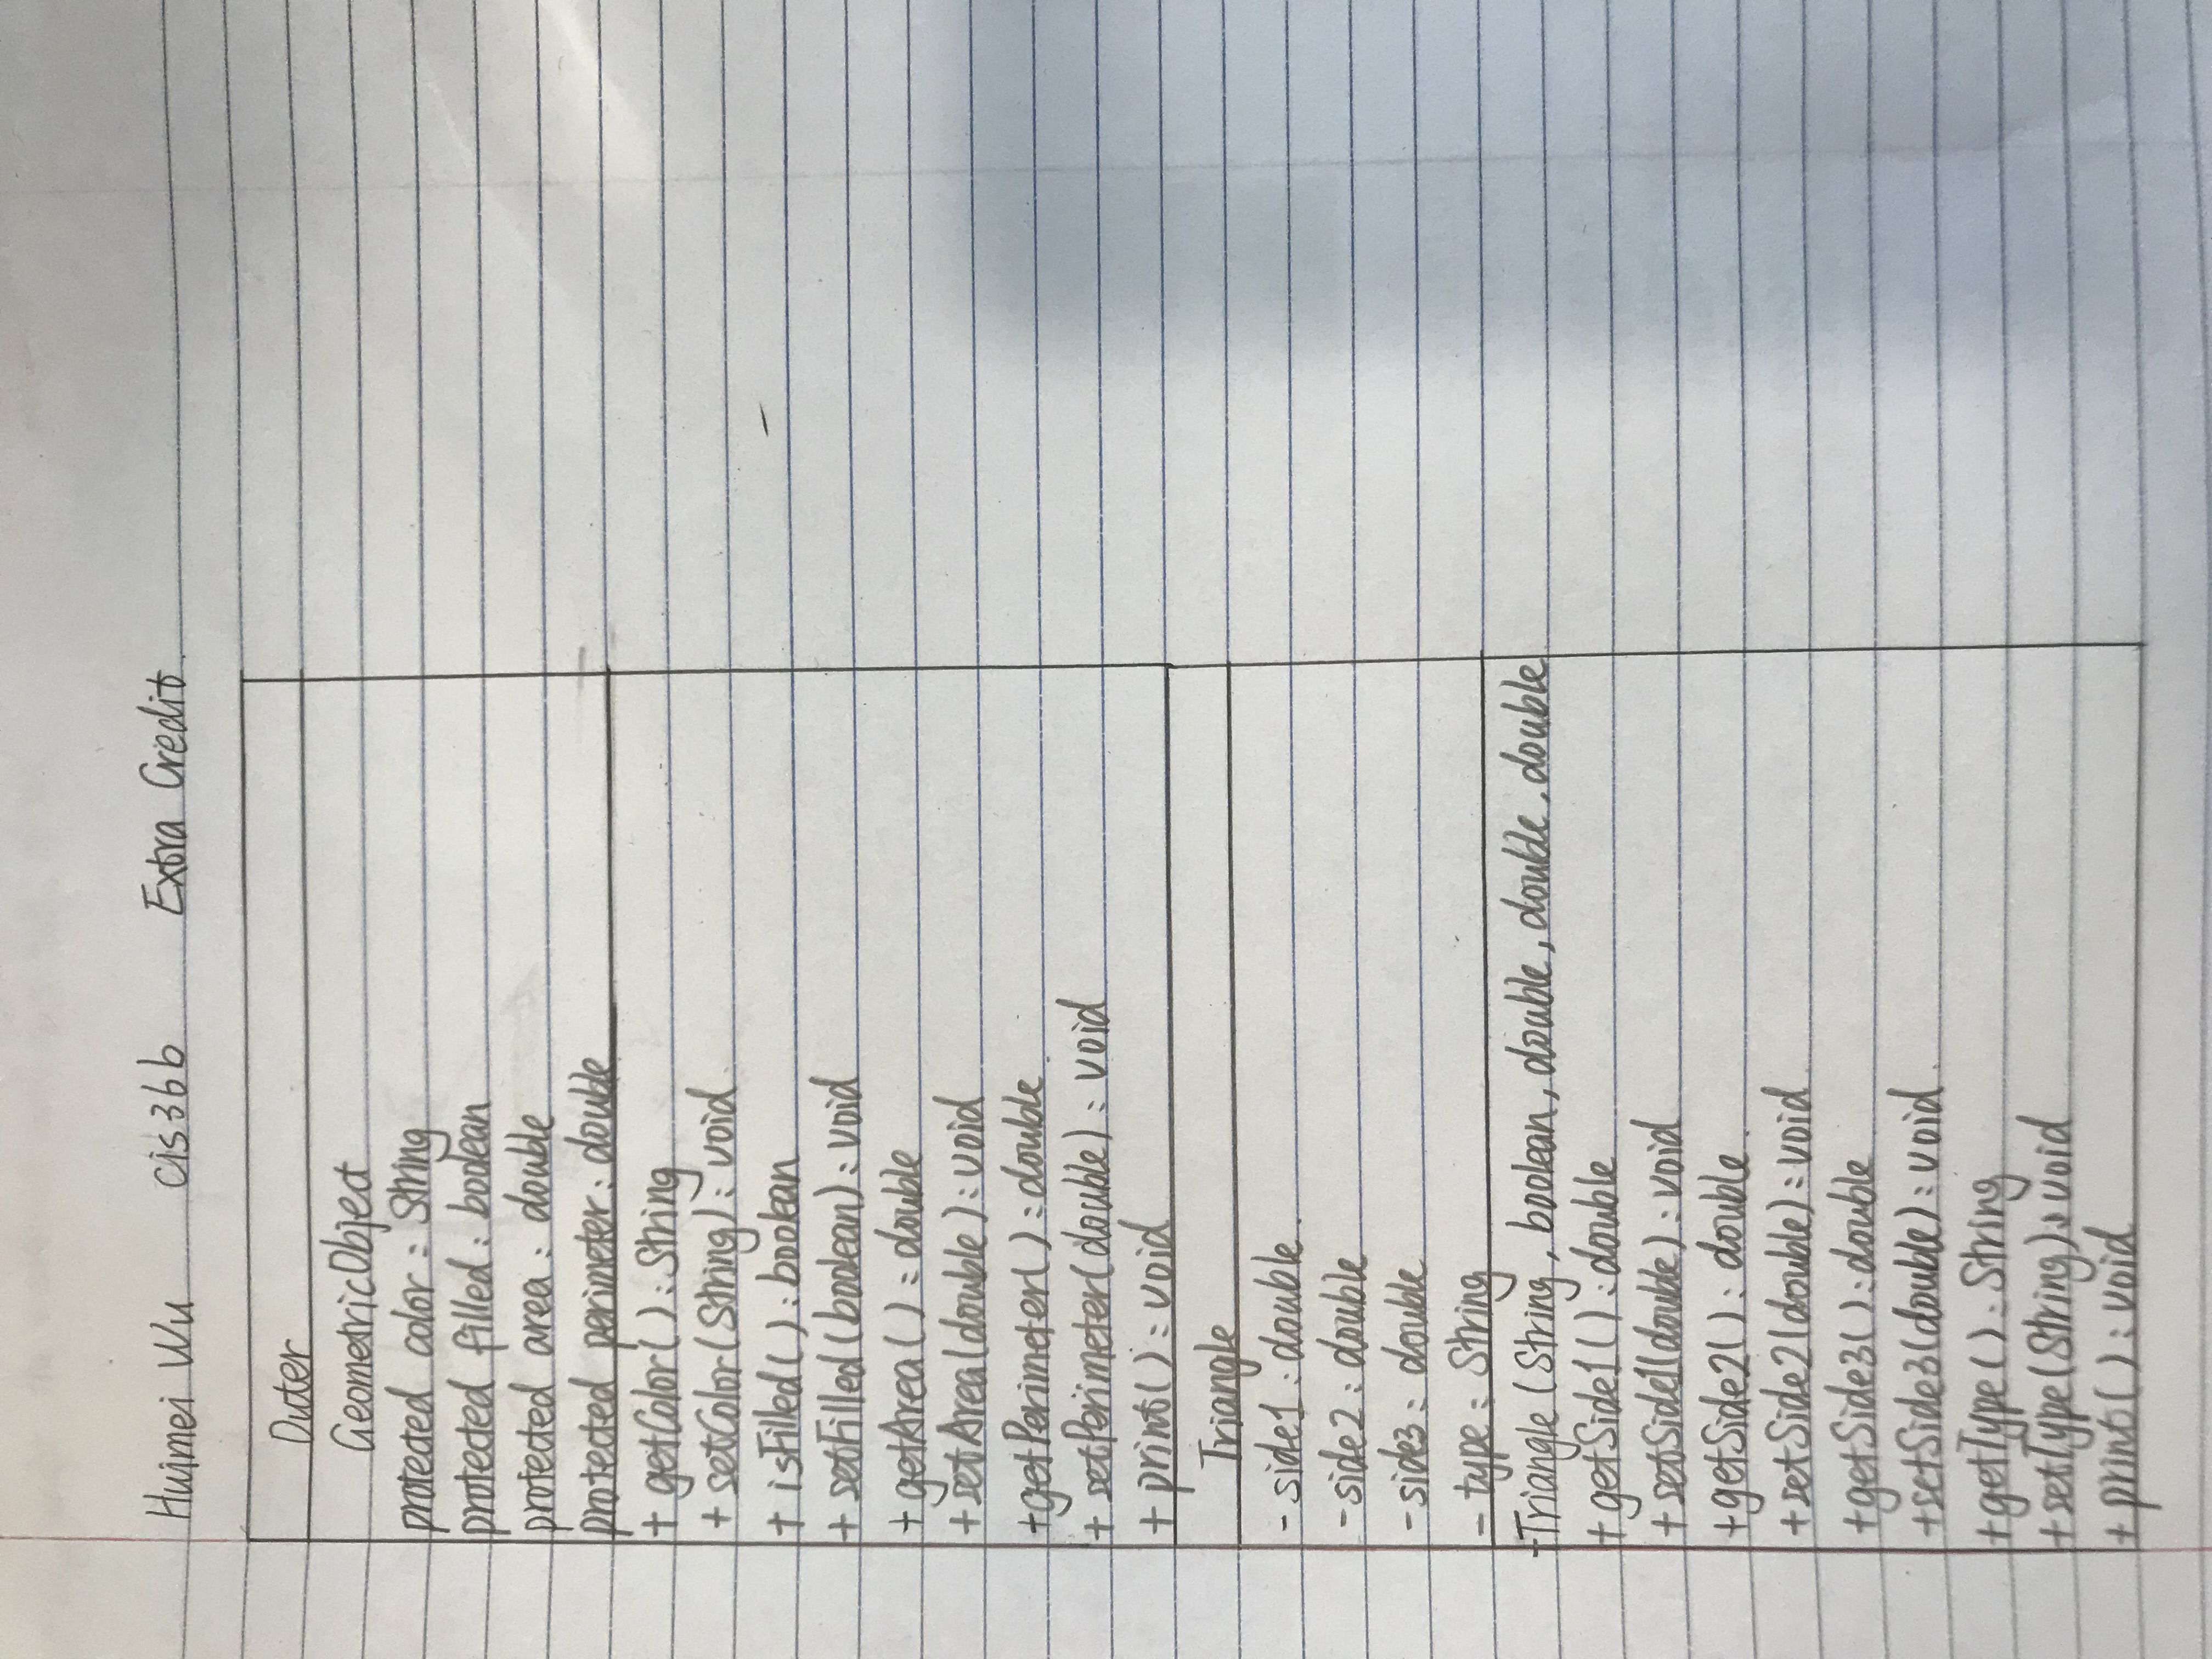 Huimei Wu cis36b Extra Credit.
Outer
GeometricObject
protected color : String
protected filled : boolean
protected area : double
protected perimeter : double
+ getColor() : String
+ setColor(String) : void
+ isFilled() : boolean
+ setFilled(boolean) : void
+ getArea() : double
+ setArea(double) : void
+ getPerimeter() : double
+ setPerimeter(double) : void
+ print() : void
Triangle
- side1 : double
- side2 : double
- side3 : double
- type : String
+Triangle (String, boolean, double, double, double
+ getSide1() : double
+ setSide1(double) : void
+ getSide2() : double
+ setSide2(double) : void
+ getSide3() : double
+ setSide3(double) : void
+ getType() : String
+ setType(String) : void
+ print() : void